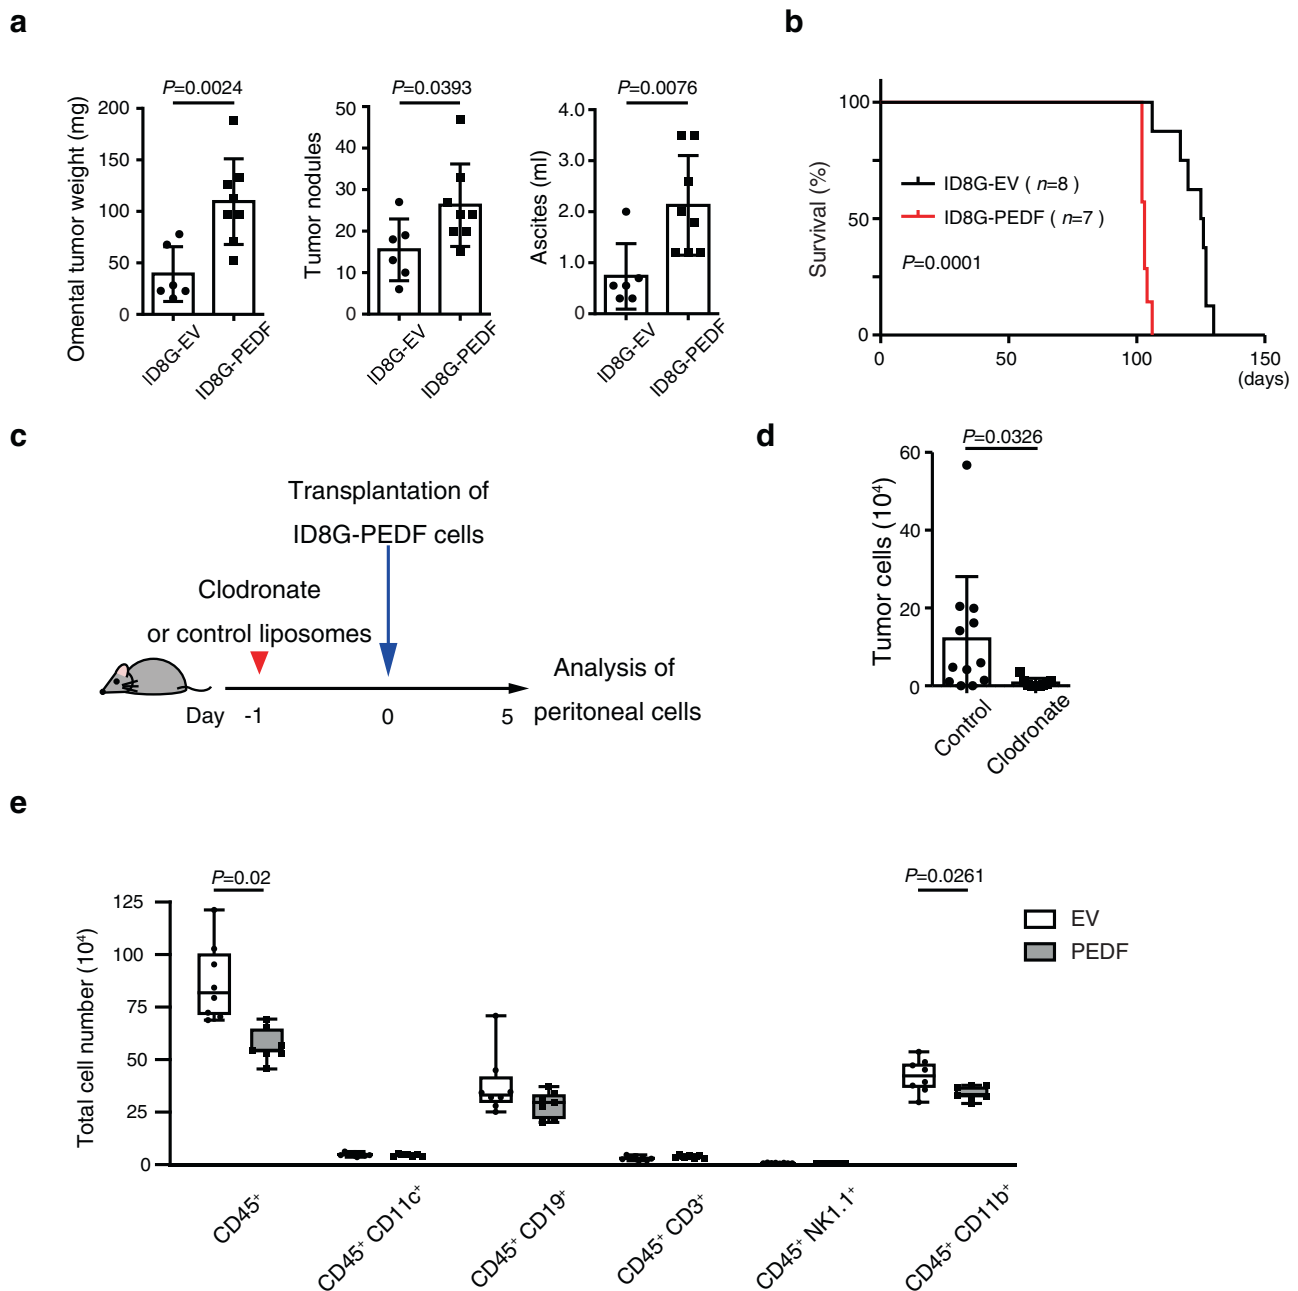 a
P=0.0024
Omental tumor weight (mg)
200
150
100
50
0
ID8G-EV
ID8G-PEDF
P=0.0393
Tumor nodules
50
40
30
20
10
0
ID8G-EV
ID8G-PEDF
P=0.0076
Ascites (ml)
4.0
3.0
2.0
1.0
0
ID8G-EV
ID8G-PEDF
b
Survival (%)
100
50
0
ID8G-EV ( n=8 )
ID8G-PEDF ( n=7 )
P=0.0001
0 50 100 150
(days)
c
Transplantation of
ID8G-PEDF cells
Clodronate
or control liposomes
Day -1 0 5
Analysis of
peritoneal cells
d
P=0.0326
Tumor cells (10⁴)
60
40
20
0
Control
Clodronate
e
P=0.02
P=0.0261
Total cell number (10⁴)
125
100
75
50
25
0
EV
PEDF
CD45⁺
CD45⁺ CD11c⁺
CD45⁺ CD19⁺
CD45⁺ CD3⁺
CD45⁺ NK1.1⁺
CD45⁺ CD11b⁺